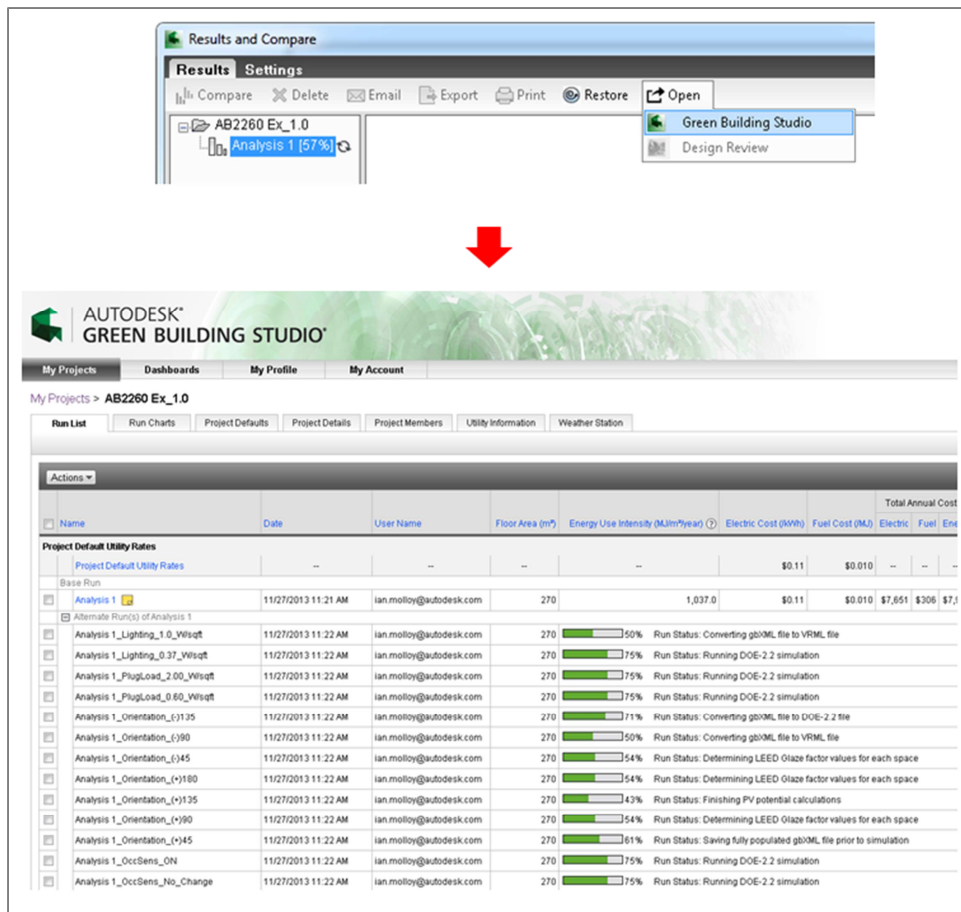 Results and Compare
Results Settings
Compare Delete Email Export Print Restore Open
AB2260 Ex_1.0
Green Building Studio
Analysis 1 [57%]
Design Review
AUTODESK®
GREEN BUILDING STUDIO®
My Projects Dashboards My Profile My Account
My Projects > AB2260 Ex_1.0
Run List Run Charts Project Defaults Project Details Project Members Utility Information Weather Station
Actions
Total Annual Cost
Name Date User Name Floor Area (m²) Energy Use Intensity (MJ/m²/year) ? Electric Cost (/kWh) Fuel Cost (/MJ) Electric Fuel Ene
Project Default Utility Rates
Project Default Utility Rates -- -- -- -- $0.11 $0.010 -- -- --
Base Run
Analysis 1 11/27/2013 11:21 AM ian.molloy@autodesk.com 270 1,037.0 $0.11 $0.010 $7,651 $306
Alternate Run(s) of Analysis 1
Analysis 1_Lighting_1.0_W/sqft 11/27/2013 11:22 AM ian.molloy@autodesk.com 270 50% Run Status: Converting gbXML file to VRML file
Analysis 1_Lighting_0.37_W/sqft 11/27/2013 11:22 AM ian.molloy@autodesk.com 270 75% Run Status: Running DOE-2.2 simulation
Analysis 1_PlugLoad_2.00_W/sqft 11/27/2013 11:22 AM ian.molloy@autodesk.com 270 75% Run Status: Running DOE-2.2 simulation
Analysis 1_PlugLoad_0.60_W/sqft 11/27/2013 11:22 AM ian.molloy@autodesk.com 270 75% Run Status: Running DOE-2.2 simulation
Analysis 1_Orientation_(-)135 11/27/2013 11:22 AM ian.molloy@autodesk.com 270 71% Run Status: Converting gbXML file to DOE-2.2 file
Analysis 1_Orientation_(-)90 11/27/2013 11:22 AM ian.molloy@autodesk.com 270 50% Run Status: Converting gbXML file to VRML file
Analysis 1_Orientation_(-)45 11/27/2013 11:22 AM ian.molloy@autodesk.com 270 54% Run Status: Determining LEED Glaze factor values for each space
Analysis 1_Orientation_(+)180 11/27/2013 11:22 AM ian.molloy@autodesk.com 270 54% Run Status: Determining LEED Glaze factor values for each space
Analysis 1_Orientation_(+)135 11/27/2013 11:22 AM ian.molloy@autodesk.com 270 43% Run Status: Finishing PV potential calculations
Analysis 1_Orientation_(+)90 11/27/2013 11:22 AM ian.molloy@autodesk.com 270 54% Run Status: Determining LEED Glaze factor values for each space
Analysis 1_Orientation_(+)45 11/27/2013 11:22 AM ian.molloy@autodesk.com 270 61% Run Status: Saving fully populated gbXML file prior to simulation
Analysis 1_OccSens_ON 11/27/2013 11:22 AM ian.molloy@autodesk.com 270 75% Run Status: Running DOE-2.2 simulation
Analysis 1_OccSens_No_Change 11/27/2013 11:22 AM ian.molloy@autodesk.com 270 75% Run Status: Running DOE-2.2 simulation